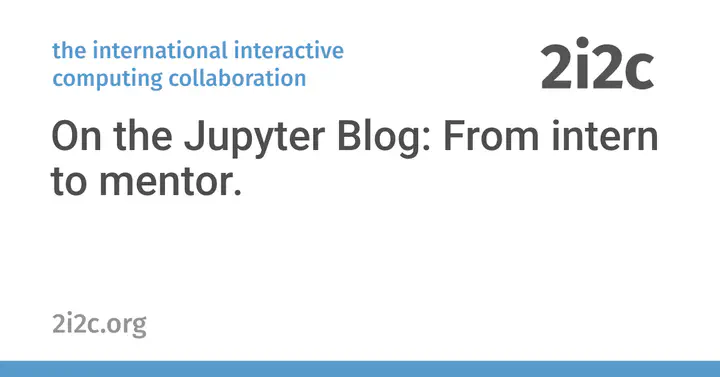 the international interactive
computing collaboration
2i2c
On the Jupyter Blog: From intern
to mentor.
2i2c.org